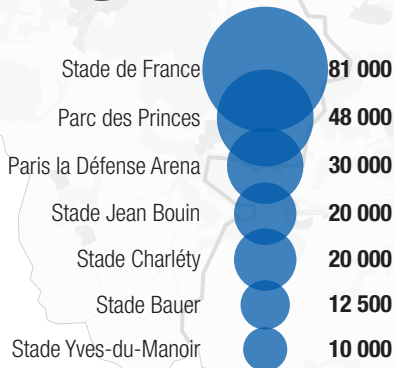 Stade de France 81 000
Parc des Princes 48 000
Paris la Défense Arena 30 000
Stade Jean Bouin 20 000
Stade Charléty 20 000
Stade Bauer 12 500
Stade Yves-du-Manoir 10 000